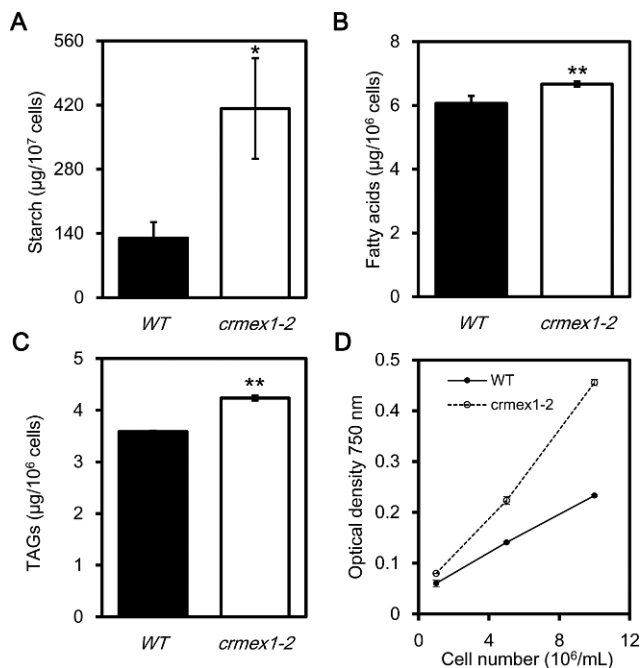 A
Starch (µg/10⁷ cells)
560
420
280
140
0
*
WT
crmex1-2
B
Fatty acids (µg/10⁶ cells)
8
6
4
2
0
**
WT
crmex1-2
C
TAGs (µg/10⁶ cells)
5
4
3
2
1
0
**
WT
crmex1-2
D
Optical density 750 nm
0.5
0.4
0.3
0.2
0.1
0.0
WT
crmex1-2
0 4 8 12
Cell number (10⁶/mL)